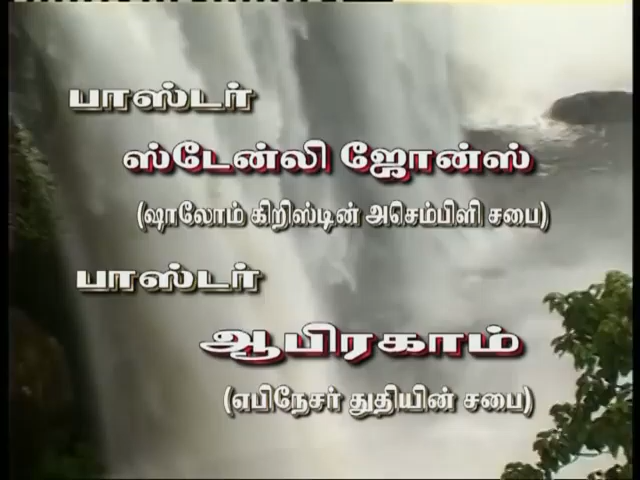 பாஸ்டர்
ஸ்டேன்லி ஜோன்ஸ்
(ஷாலோம் கிறிஸ்டின் அசெம்பிளி சபை)
பாஸ்டர்
ஆபிரகாம்
(எபிநேசர் துதியின் சபை)